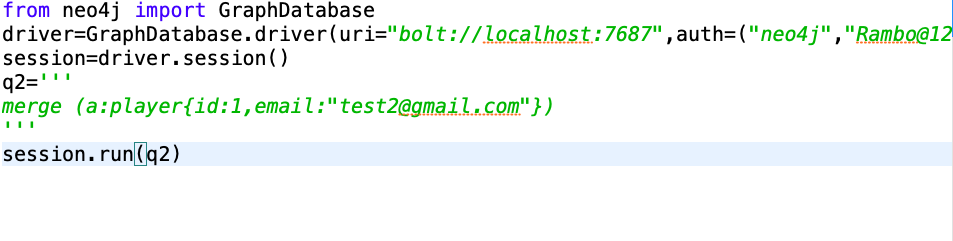 from neo4j import GraphDatabase
driver=GraphDatabase.driver(uri="bolt://localhost:7687",auth=("neo4j","Rambo@12
session=driver.session()
q2='''
merge (a:player{id:1,email:"test2@gmail.com"})
'''
session.run(q2)